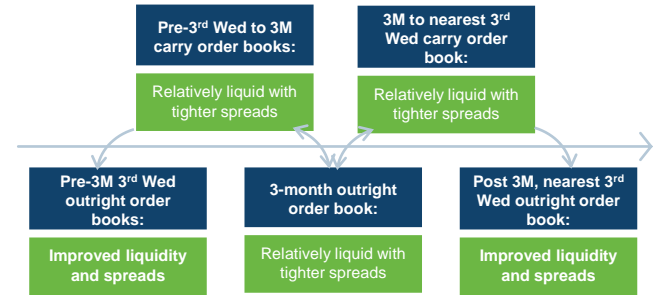 Pre-3rd Wed to 3M
carry order books:
Relatively liquid with
tighter spreads
3M to nearest 3rd
Wed carry order
book:
Relatively liquid with
tighter spreads
Pre-3M 3rd Wed
outright order
books:
Improved liquidity
and spreads
3-month outright
order book:
Relatively liquid with
tighter spreads
Post 3M, nearest 3rd
Wed outright order
book:
Improved liquidity
and spreads